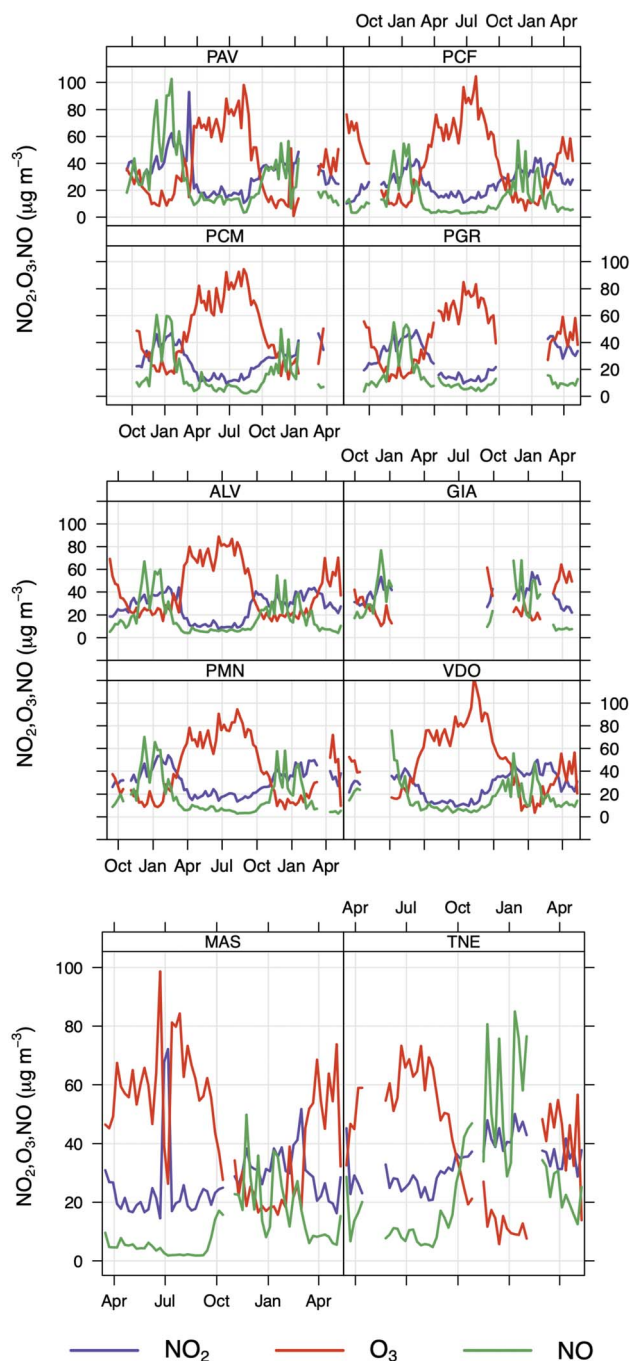 Oct Jan Apr Jul Oct Jan Apr
PAV PCF
100
80
60
40
20
0
PCM PGR
100
80
60
40
20
0
NO2,O3,NO (μg m−3)
Oct Jan Apr Jul Oct Jan Apr
Oct Jan Apr Jul Oct Jan Apr
ALV GIA
100
80
60
40
20
0
PMN VDO
100
80
60
40
20
0
NO2,O3,NO (μg m−3)
Oct Jan Apr Jul Oct Jan Apr
Apr Jul Oct Jan Apr
MAS TNE
100
80
60
40
20
0
NO2,O3,NO (μg m−3)
Apr Jul Oct Jan Apr
NO2 O3 NO